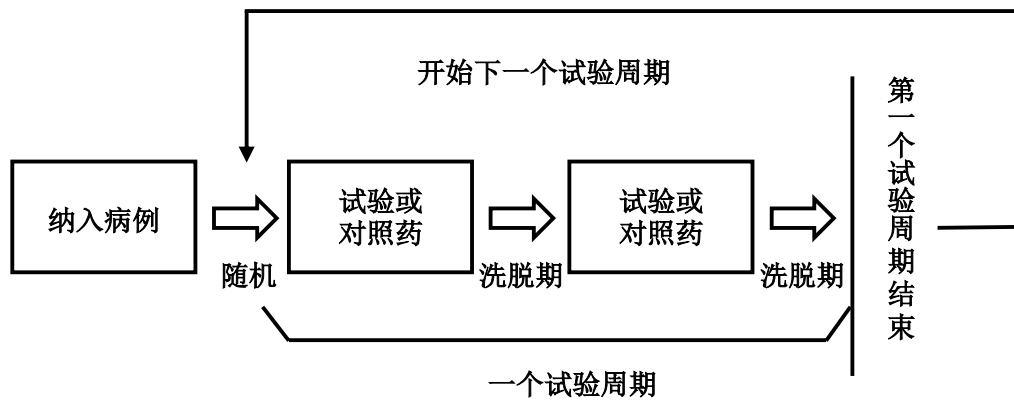 开始下一个试验周期
纳入病例
随机
试验或
对照药
洗脱期
试验或
对照药
洗脱期
第一个试验周期结束
一个试验周期